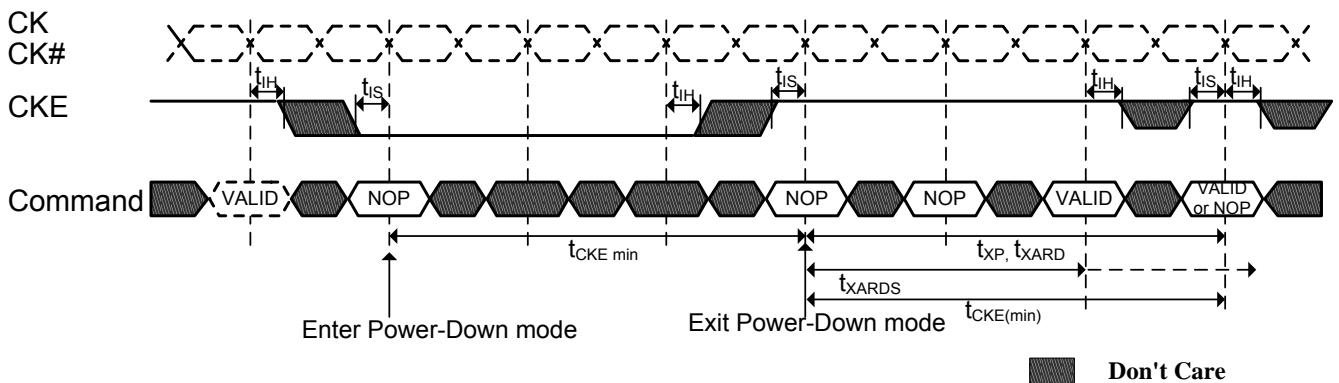 CK
CK#
tIH tIS tIH tIS tIH tIS tIH
CKE
Command VALID NOP NOP NOP VALID VALID or NOP
tCKE min
tXP, tXARD
tXARDS
tCKE(min)
Enter Power-Down mode
Exit Power-Down mode
Don't Care